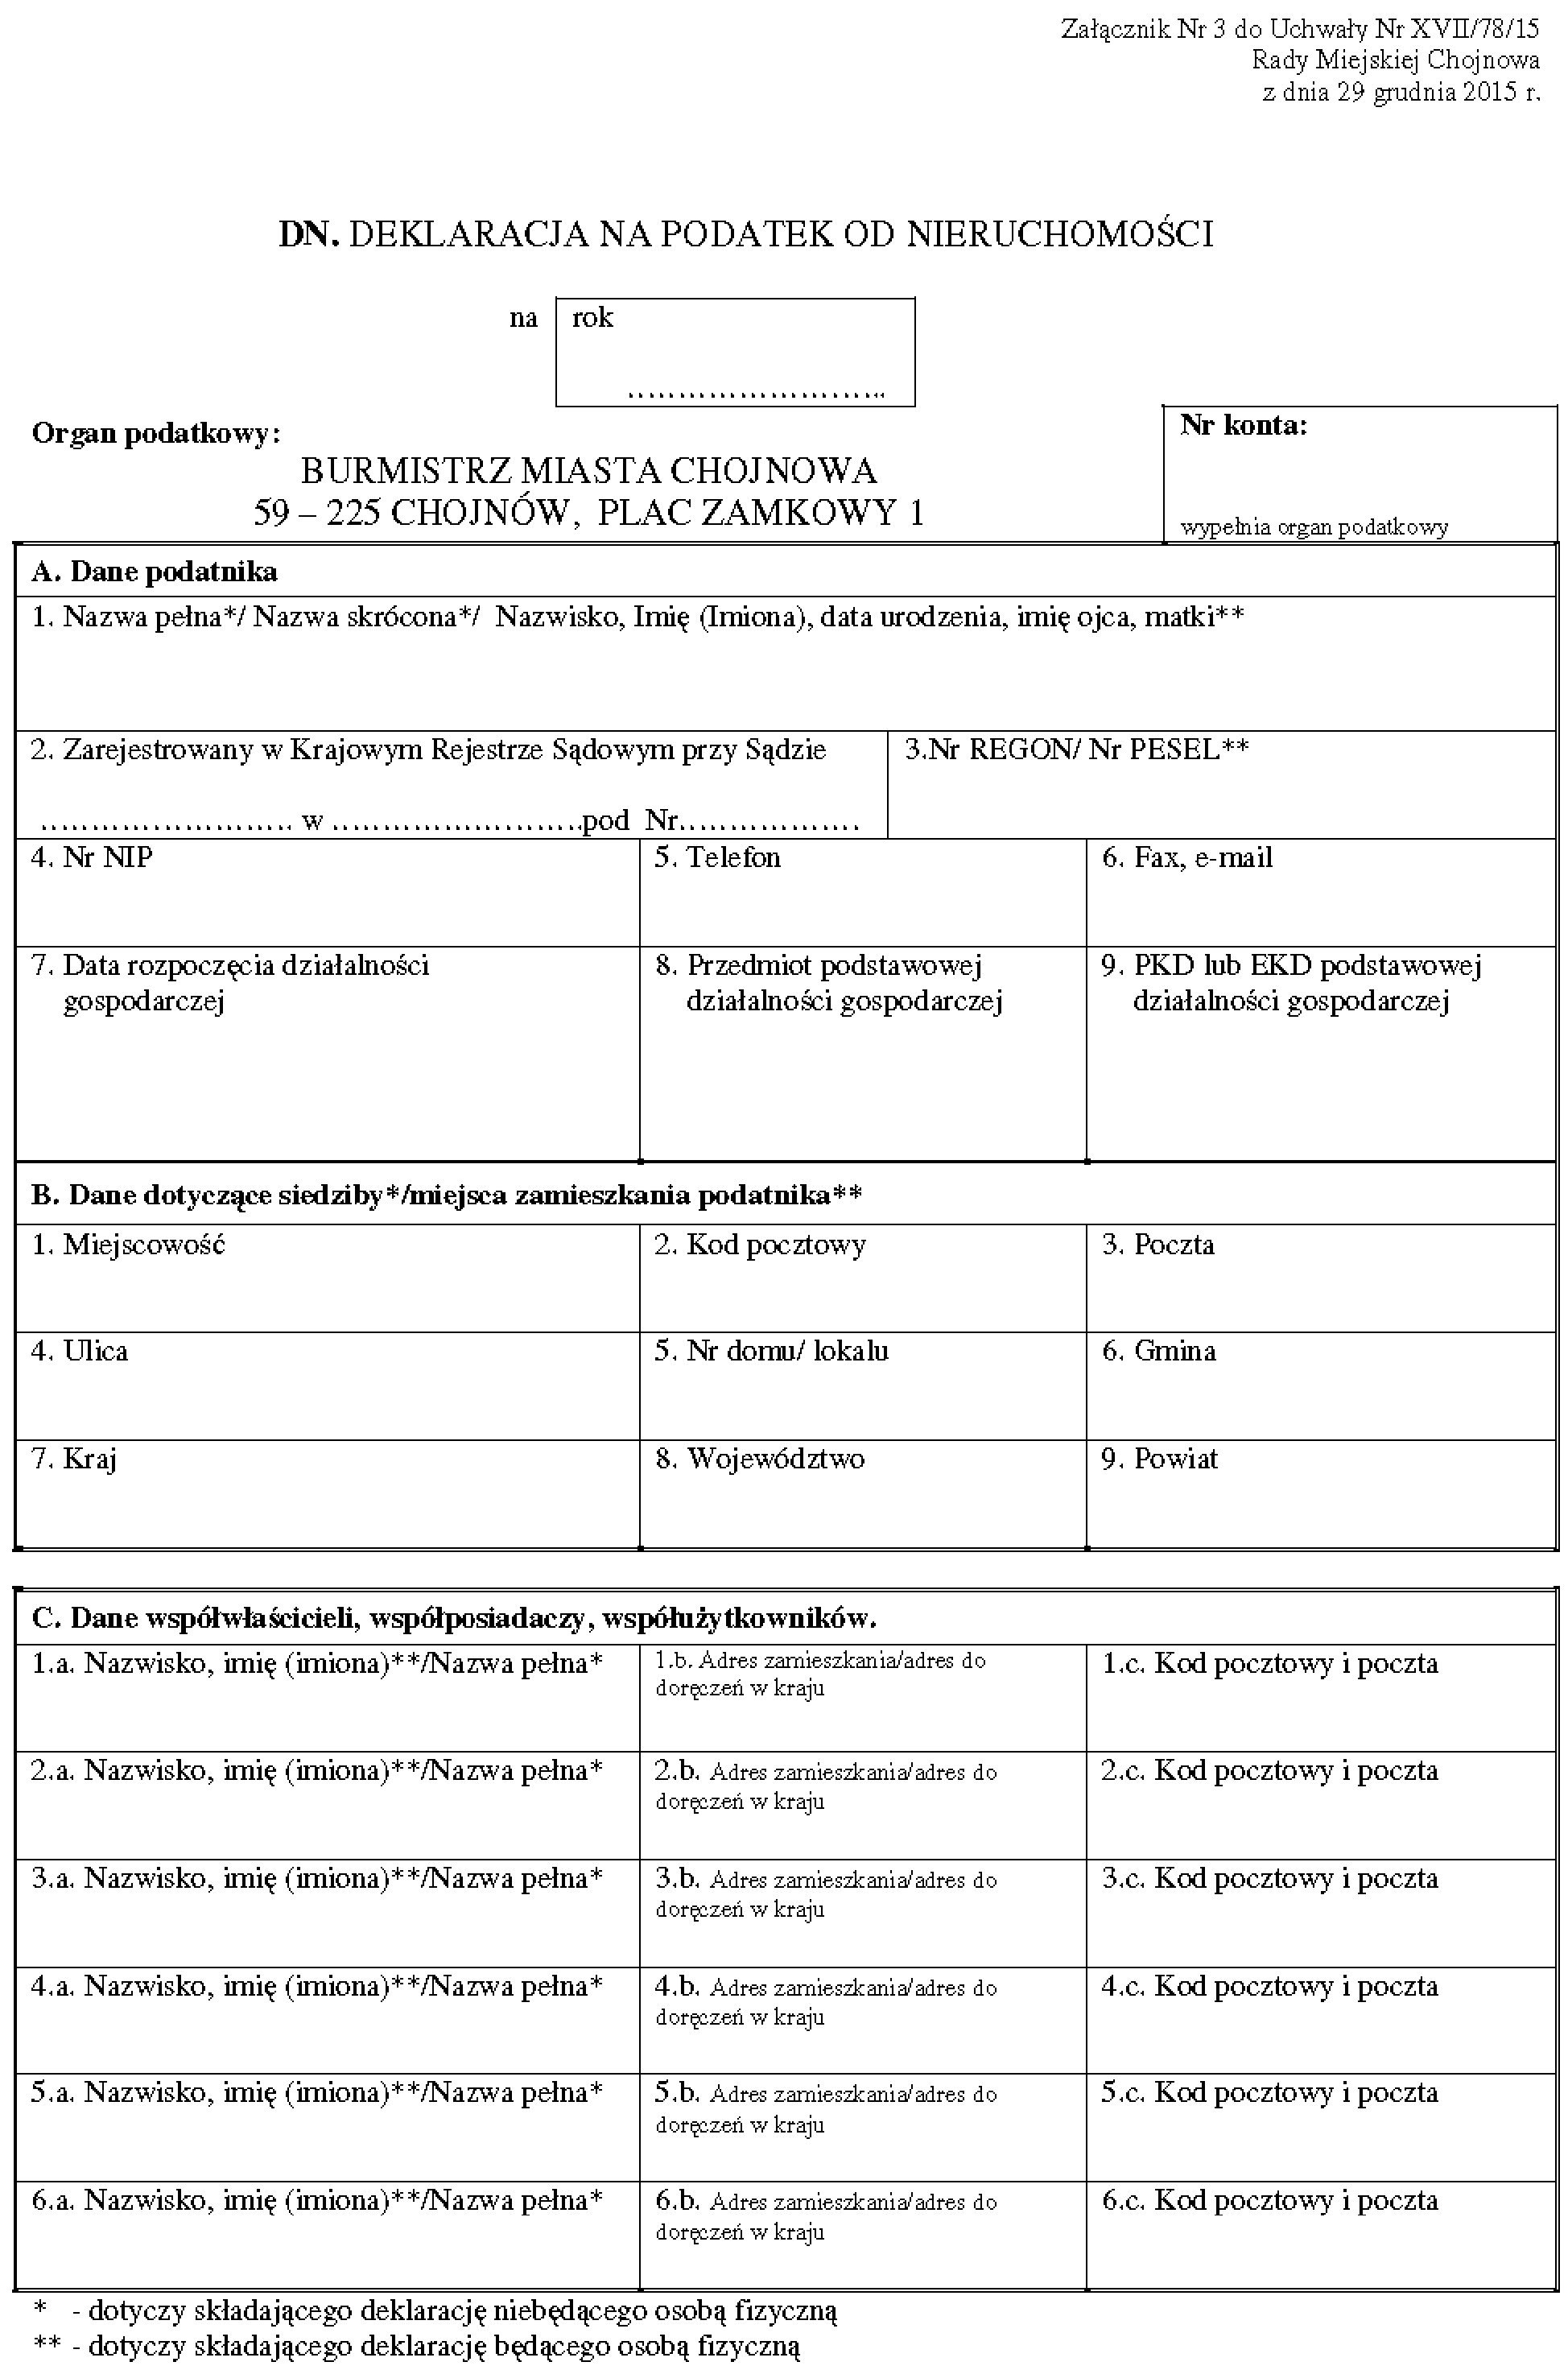 Załącznik Nr 3 do Uchwały Nr XVII/78/15
Rady Miejskiej Chojnowa
z dnia 29 grudnia 2015 r.
DN. DEKLARACJA NA PODATEK OD NIERUCHOMOŚCI
na rok
...........................
Organ podatkowy:
Nr konta:
BURMISTRZ MIASTA CHOJNOWA
59 – 225 CHOJNÓW, PLAC ZAMKOWY 1
wypełnia organ podatkowy
A. Dane podatnika
1. Nazwa pełna*/ Nazwa skrócona*/ Nazwisko, Imię (Imiona), data urodzenia, imię ojca, matki**
2. Zarejestrowany w Krajowym Rejestrze Sądowym przy Sądzie
3.Nr REGON/ Nr PESEL**
......................... w .........................pod Nr..................
4. Nr NIP
5. Telefon
6. Fax, e-mail
7. Data rozpoczęcia działalności
gospodarczej
8. Przedmiot podstawowej
działalności gospodarczej
9. PKD lub EKD podstawowej
działalności gospodarczej
B. Dane dotyczące siedziby*/miejsca zamieszkania podatnika**
1. Miejscowość
2. Kod pocztowy
3. Poczta
4. Ulica
5. Nr domu/ lokalu
6. Gmina
7. Kraj
8. Województwo
9. Powiat
C. Dane współwłaścicieli, współposiadaczy, współużytkowników.
1.a. Nazwisko, imię (imiona)**/Nazwa pełna*
1.b. Adres zamieszkania/adres do
doręczeń w kraju
1.c. Kod pocztowy i poczta
2.a. Nazwisko, imię (imiona)**/Nazwa pełna*
2.b. Adres zamieszkania/adres do
doręczeń w kraju
2.c. Kod pocztowy i poczta
3.a. Nazwisko, imię (imiona)**/Nazwa pełna*
3.b. Adres zamieszkania/adres do
doręczeń w kraju
3.c. Kod pocztowy i poczta
4.a. Nazwisko, imię (imiona)**/Nazwa pełna*
4.b. Adres zamieszkania/adres do
doręczeń w kraju
4.c. Kod pocztowy i poczta
5.a. Nazwisko, imię (imiona)**/Nazwa pełna*
5.b. Adres zamieszkania/adres do
doręczeń w kraju
5.c. Kod pocztowy i poczta
6.a. Nazwisko, imię (imiona)**/Nazwa pełna*
6.b. Adres zamieszkania/adres do
doręczeń w kraju
6.c. Kod pocztowy i poczta
* - dotyczy składającego deklarację niebędącego osobą fizyczną
** - dotyczy składającego deklarację będącego osobą fizyczną